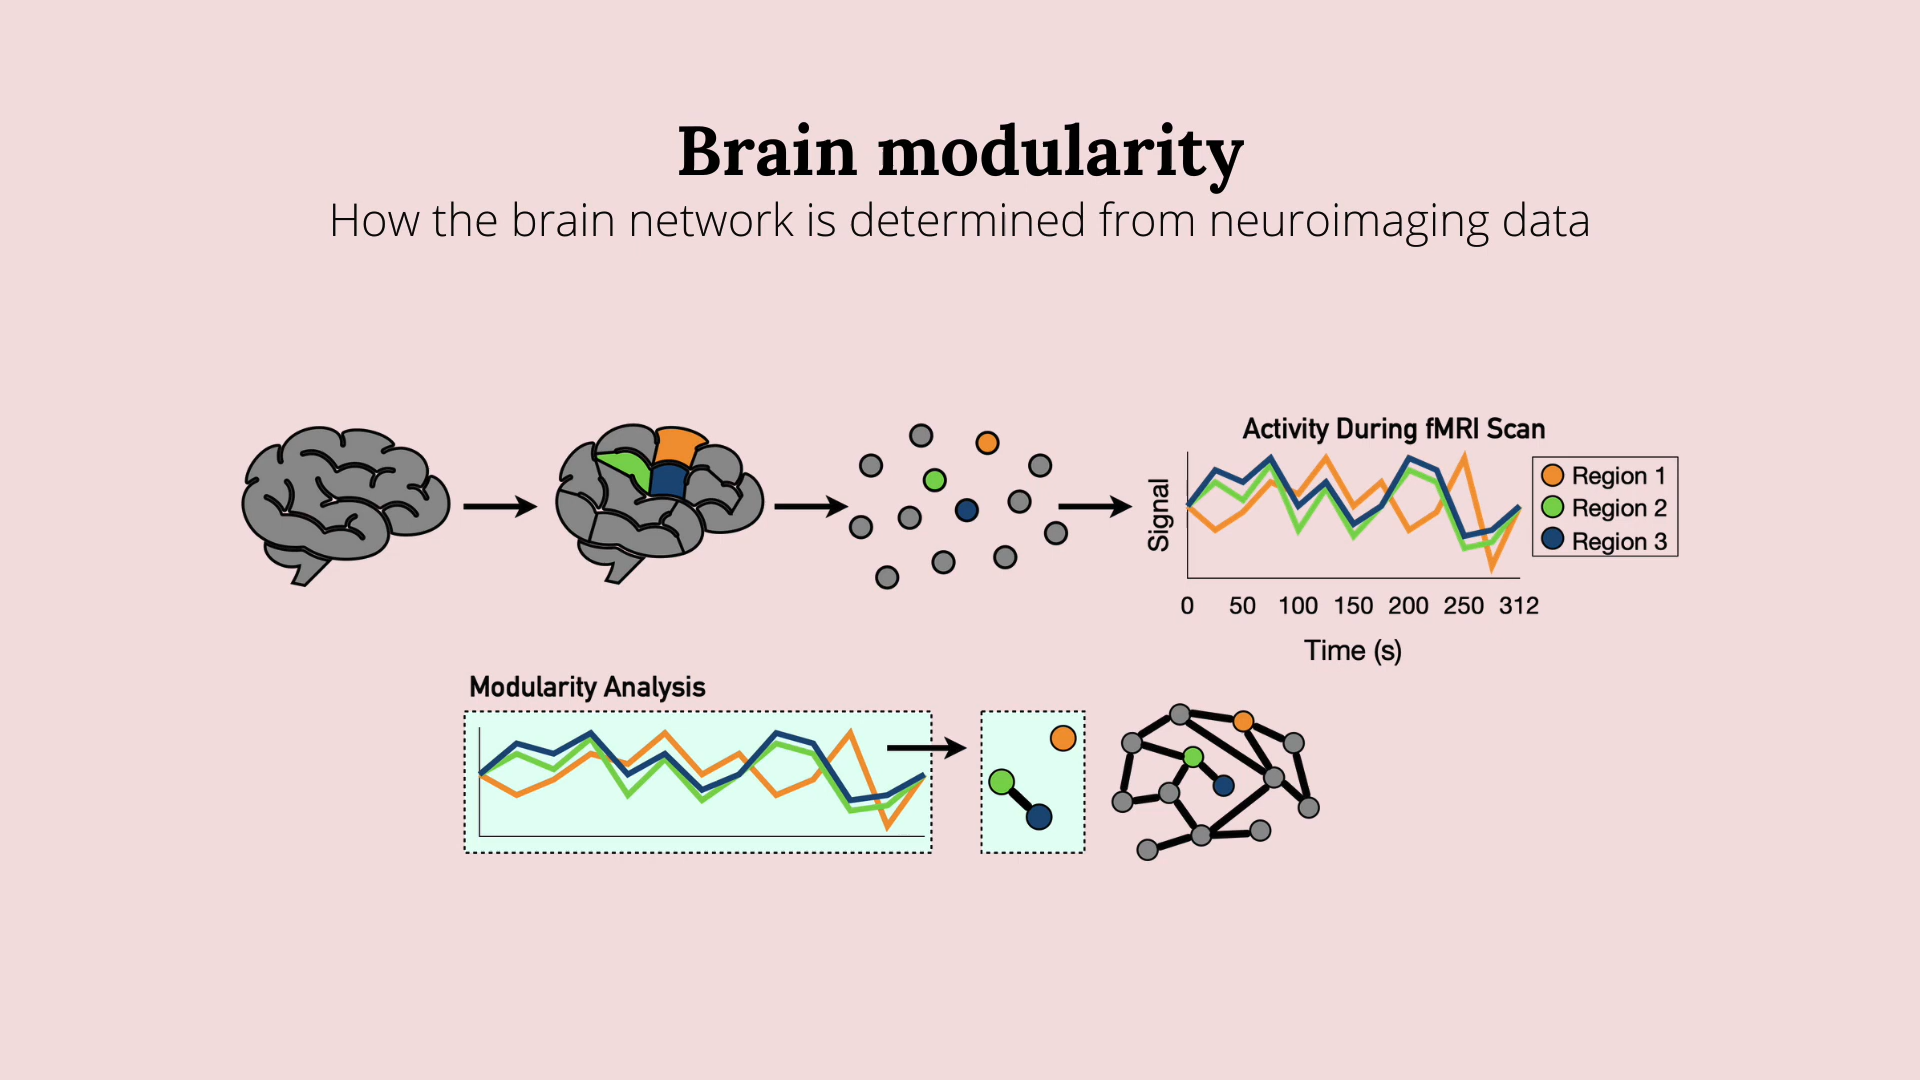 Brain modularity
How the brain network is determined from neuroimaging data
Activity During fMRI Scan
Signal
Region 1
Region 2
Region 3
0 50 100 150 200 250 312
Time (s)
Modularity Analysis